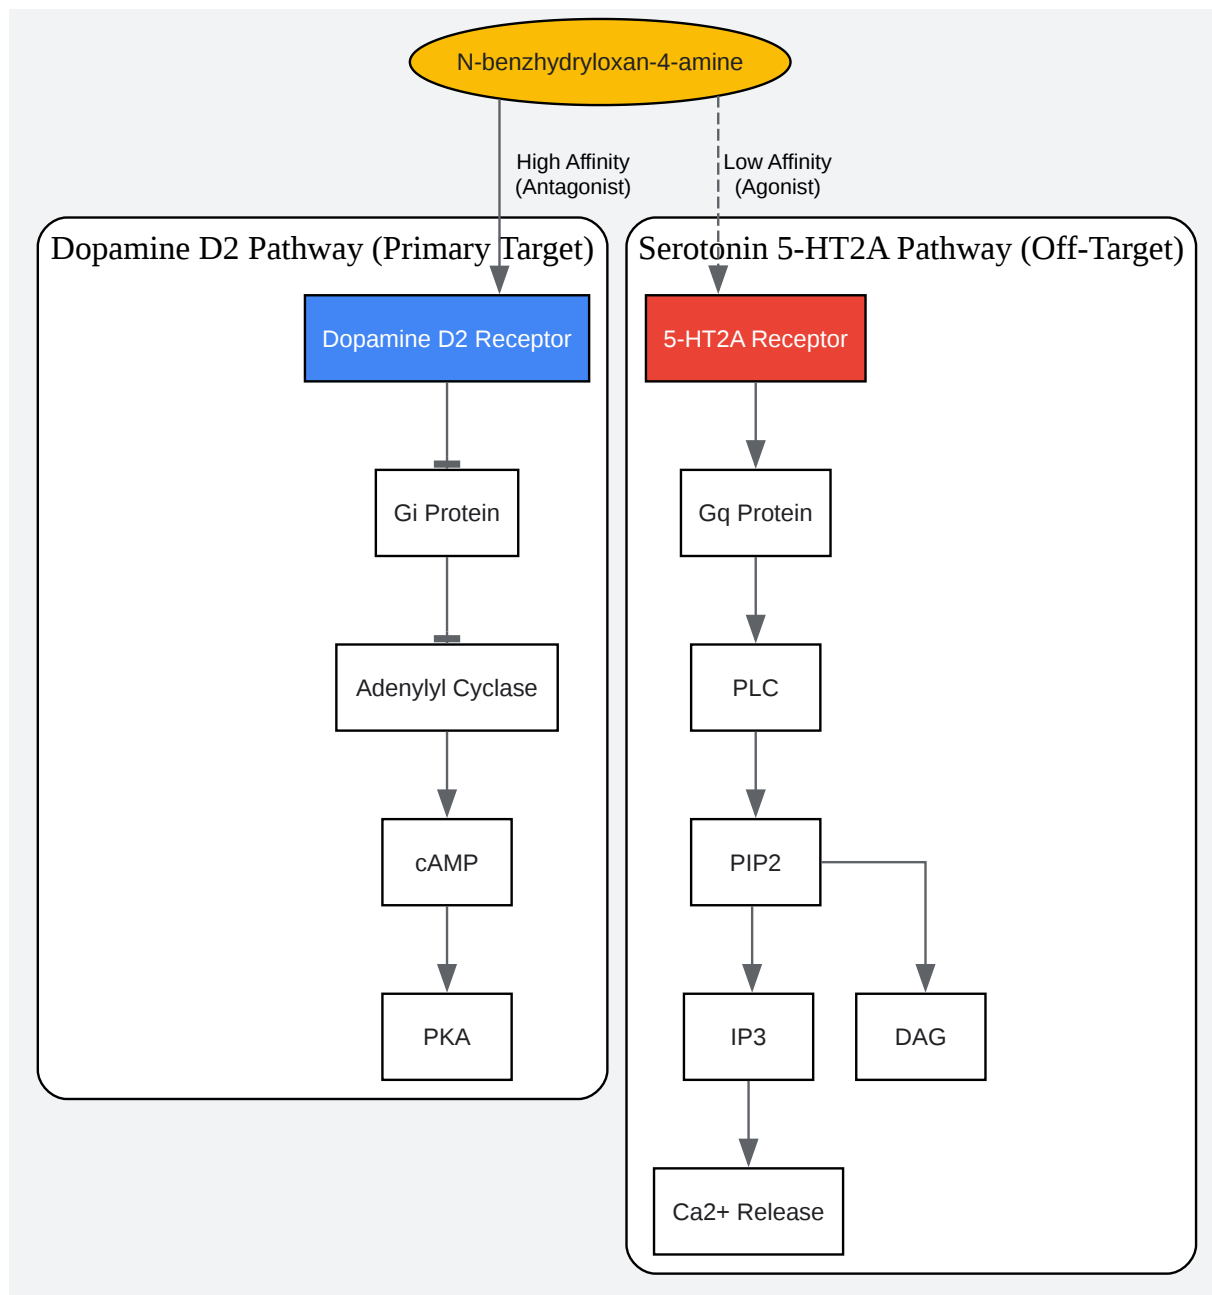 N-benzhydryloxan-4-amine
High Affinity
(Antagonist)
Low Affinity
(Agonist)
Dopamine D2 Pathway (Primary Target)
Dopamine D2 Receptor
Gi Protein
Adenylyl Cyclase
cAMP
PKA
Serotonin 5-HT2A Pathway (Off-Target)
5-HT2A Receptor
Gq Protein
PLC
PIP2
IP3
DAG
Ca2+ Release